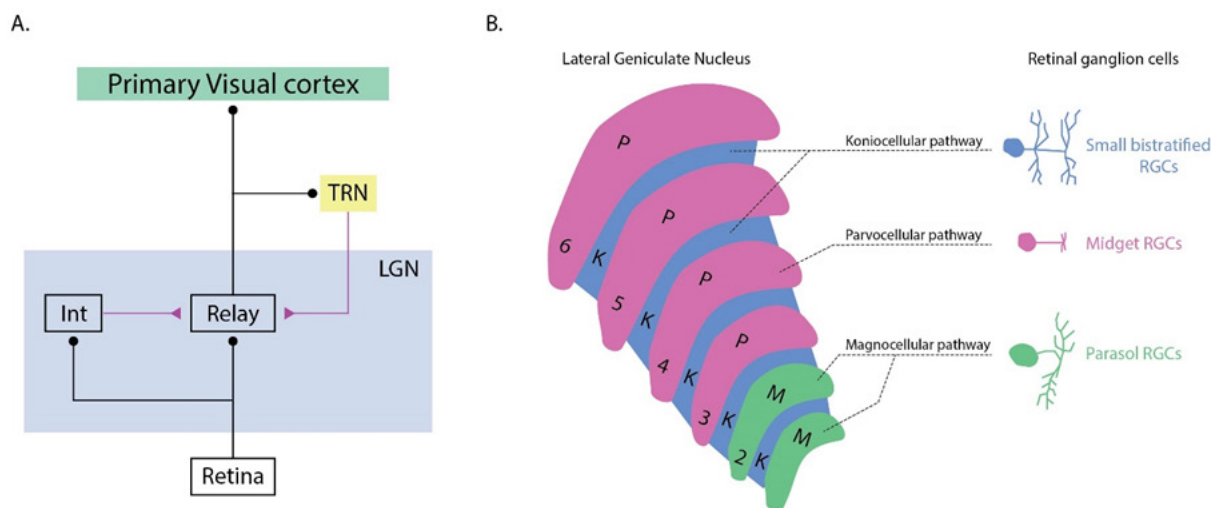 A.
Primary Visual cortex
TRN
LGN
Int
Relay
Retina
B.
Lateral Geniculate Nucleus
Retinal ganglion cells
P
Koniocellular pathway
Small bistratified
RGCs
P
6
K
Parvocellular pathway
Midget RGCs
P
5
K
P
Magnocellular pathway
Parasol RGCs
4
K
M
3
K
M
2
K